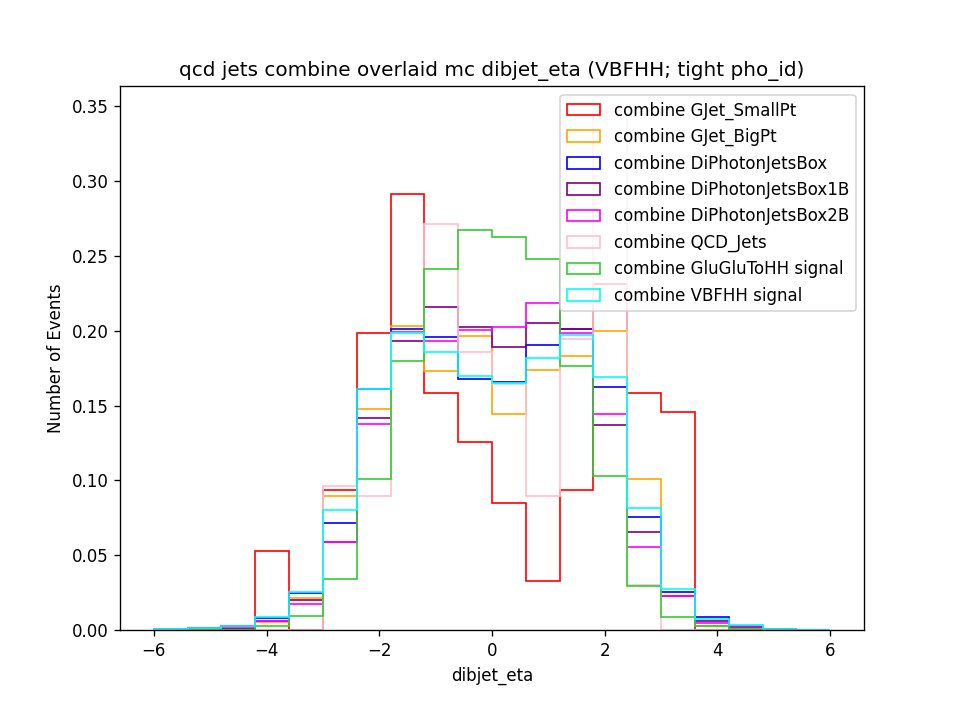 qcd jets combine overlaid mc dibjet_eta (VBFHH; tight pho_id)
combine GJet_SmallPt
combine GJet_BigPt
combine DiPhotonJetsBox
combine DiPhotonJetsBox1B
combine DiPhotonJetsBox2B
combine QCD_Jets
combine GluGluToHH signal
combine VBFHH signal
Number of Events
0.35
0.30
0.25
0.20
0.15
0.10
0.05
0.00
−6 −4 −2 0 2 4 6
dibjet_eta